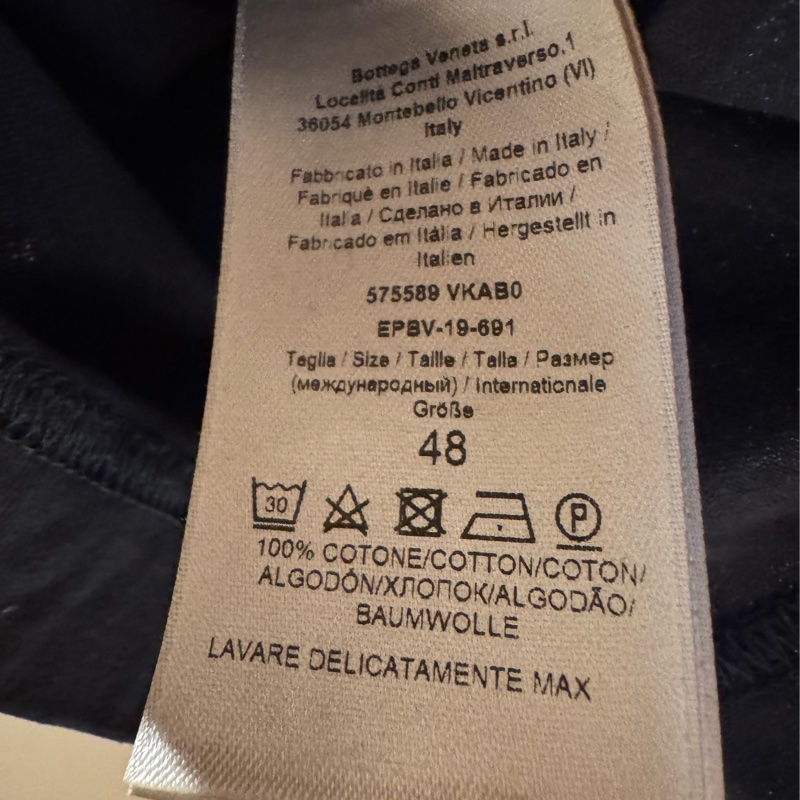 Bottega Veneta s.r.l.
Località Conti Maltraverso,1
36054 Montebello Vicentino (VI)
Italy
Fabbricato in Italia / Made in Italy /
Fabriqué en Italie / Fabricado en
Italia / Сделано в Италии /
Fabricado em Itália / Hergestellt in
Italien
575589 VKAB0
EPBV-19-691
Taglia / Size / Taille / Talla / Размер
(международный) / Internationale
Größe
48
30 P
100% COTONE/COTTON/COTON/
ALGODÓN/ХЛОПОК/ALGODÃO/
BAUMWOLLE
LAVARE DELICATAMENTE MAX